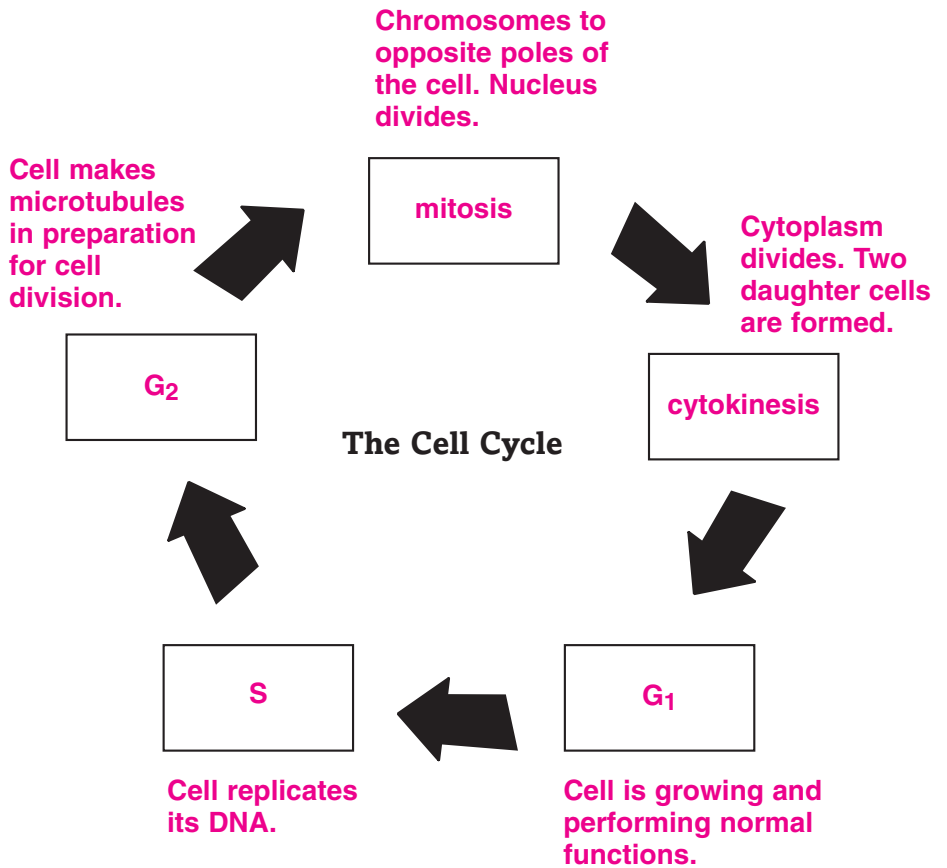 Chromosomes to
opposite poles of
the cell. Nucleus
divides.
mitosis
Cell makes
microtubules
in preparation
for cell
division.
Cytoplasm
divides. Two
daughter cells
are formed.
G2
cytokinesis
The Cell Cycle
S
G1
Cell replicates
its DNA.
Cell is growing and
performing normal
functions.